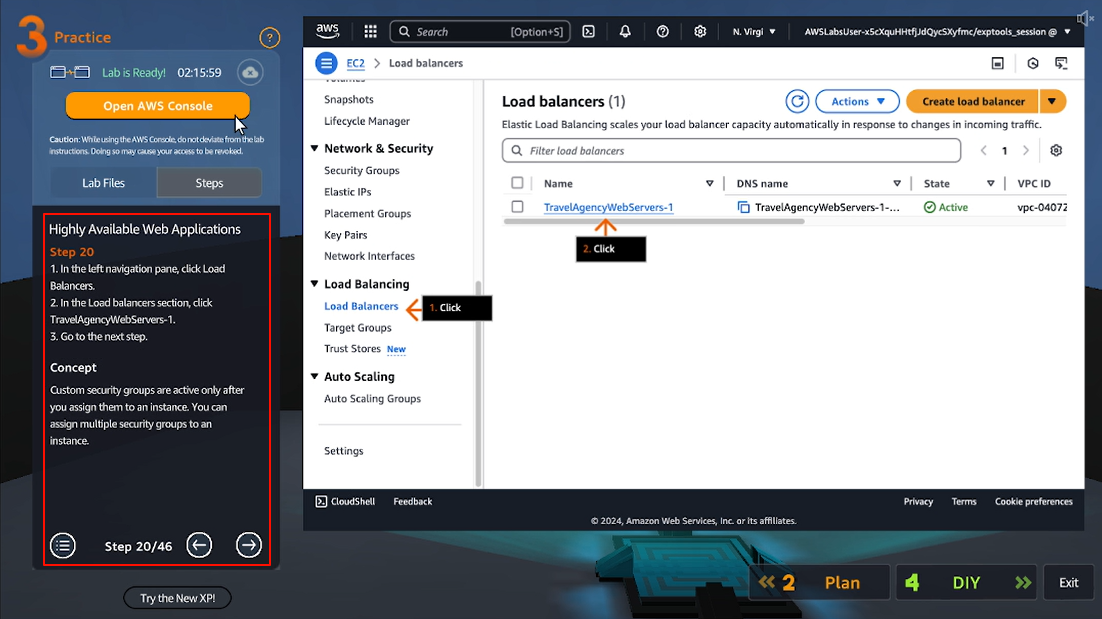 3 Practice
?
Lab is Ready! 02:15:59
Open AWS Console
Caution: While using the AWS Console, do not deviate from the lab
instructions. Doing so may cause your access to be revoked.
Lab Files Steps
Highly Available Web Applications
Step 20
1. In the left navigation pane, click Load
Balancers.
2. In the Load balancers section, click
TravelAgencyWebServers-1.
3. Go to the next step.
Concept
Custom security groups are active only after
you assign them to an instance. You can
assign multiple security groups to an
instance.
Step 20/46
Try the New XP!
aws Search [Option+S] N. Virgi AWSLabsUser-x5cXquHHtfjJdQycSXyfmc/exptools_session @
EC2 > Load balancers
Volumes
Snapshots
Lifecycle Manager
Network & Security
Security Groups
Elastic IPs
Placement Groups
Key Pairs
Network Interfaces
Load Balancing
Load Balancers
1. Click
Target Groups
Trust Stores New
Auto Scaling
Auto Scaling Groups
Settings
Load balancers (1) Actions Create load balancer
Elastic Load Balancing scales your load balancer capacity automatically in response to changes in incoming traffic.
Filter load balancers 1
Name DNS name State VPC ID
TravelAgencyWebServers-1 TravelAgencyWebServers-1-... Active vpc-04072
2. Click
CloudShell Feedback Privacy Terms Cookie preferences
© 2024, Amazon Web Services, Inc. or its affiliates.
2 Plan 4 DIY Exit